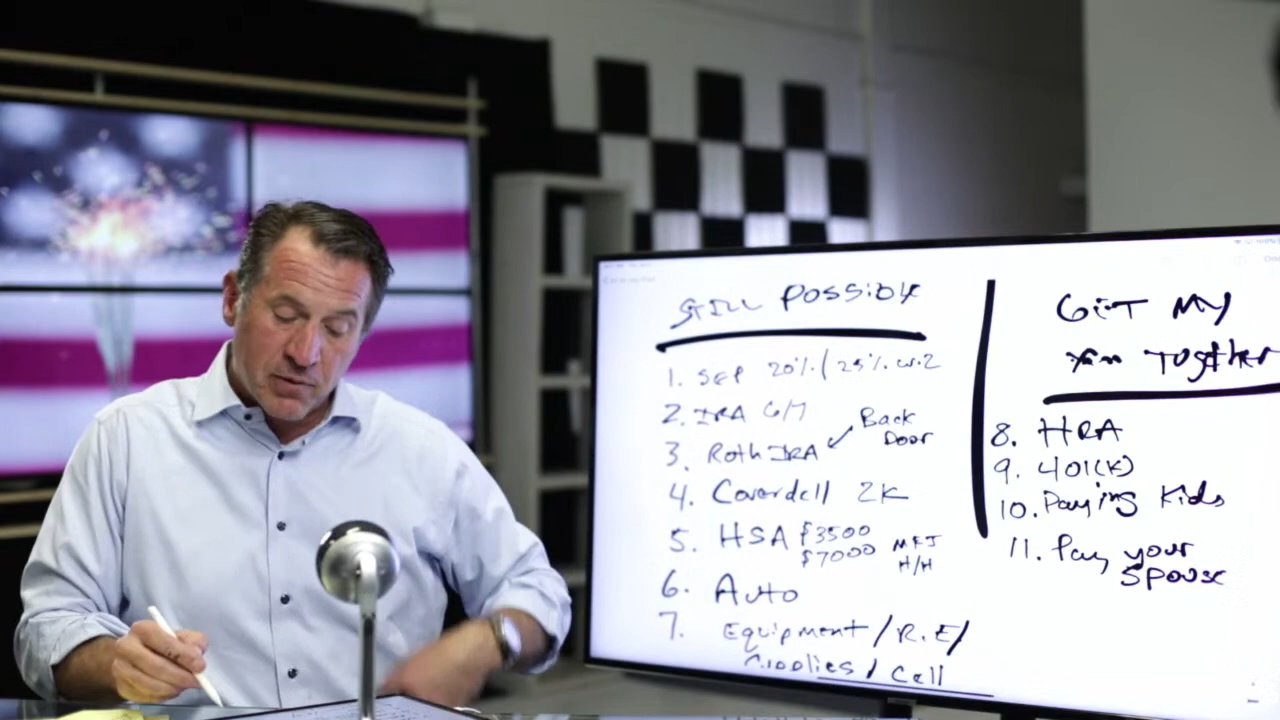 STILL POSSIBLE
1. SEP 20% / 25% W-2
2. IRA 6/7
3. Roth IRA ✓ Back Door
4. Coverdell 2K
5. HSA $3500
$7000 MFJ
H/H
6. Auto
7. Equipment / R.E /
Supplies / Cell
GET MY
Together
8. HRA
9. 401(K)
10. Paying Kids
11. Pay your
Spouse